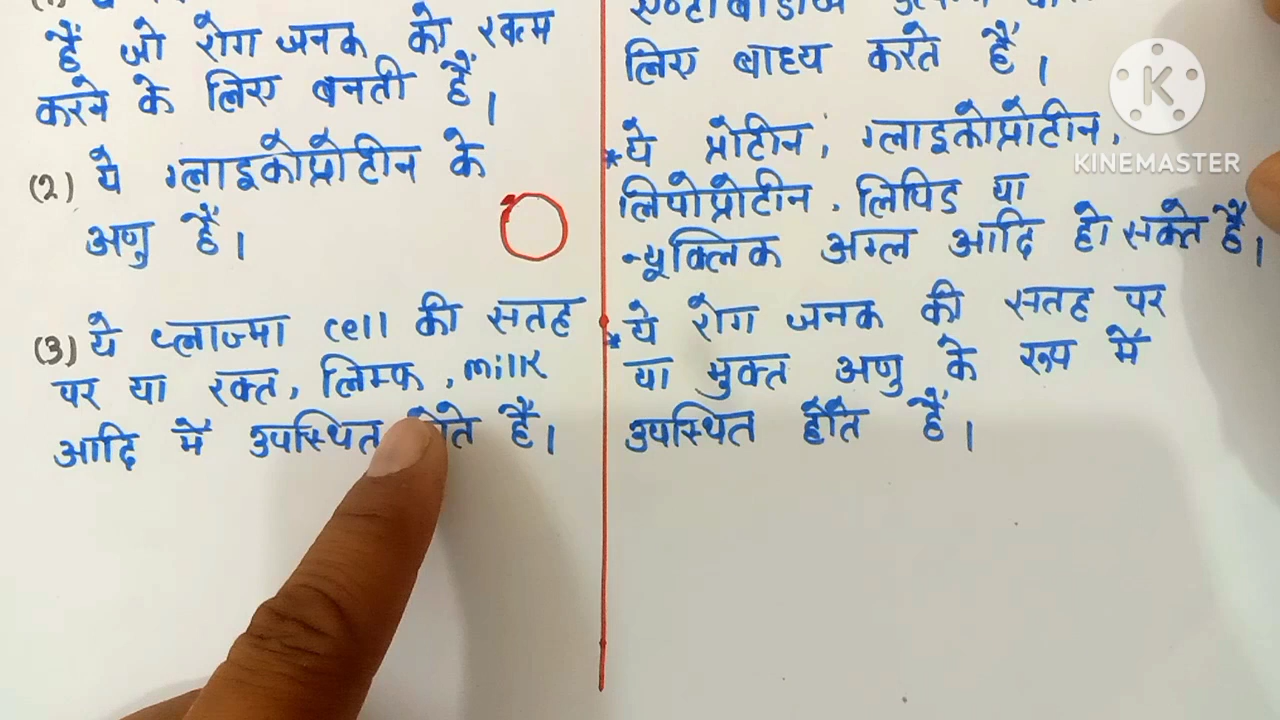 हैं जो रोग जनक को खत्म
करने के लिए बनती हैं।
(2) ये ग्लाइकोप्रोटीन के
अणु हैं।
(3) ये प्लाज्मा cell की सतह
पर या रक्त, लिम्फ, milk
आदि में उपस्थित होते हैं।
लिए बाध्य करते हैं।
*ये प्रोटीन, ग्लाइकोप्रोटीन,
लिपोप्रोटीन, लिपिड या
न्यूक्लिक अम्ल आदि हो सकते हैं।
*ये रोग जनक की सतह पर
या मुक्त अणु के रूप में
उपस्थित होते हैं।
K
KINEMASTER